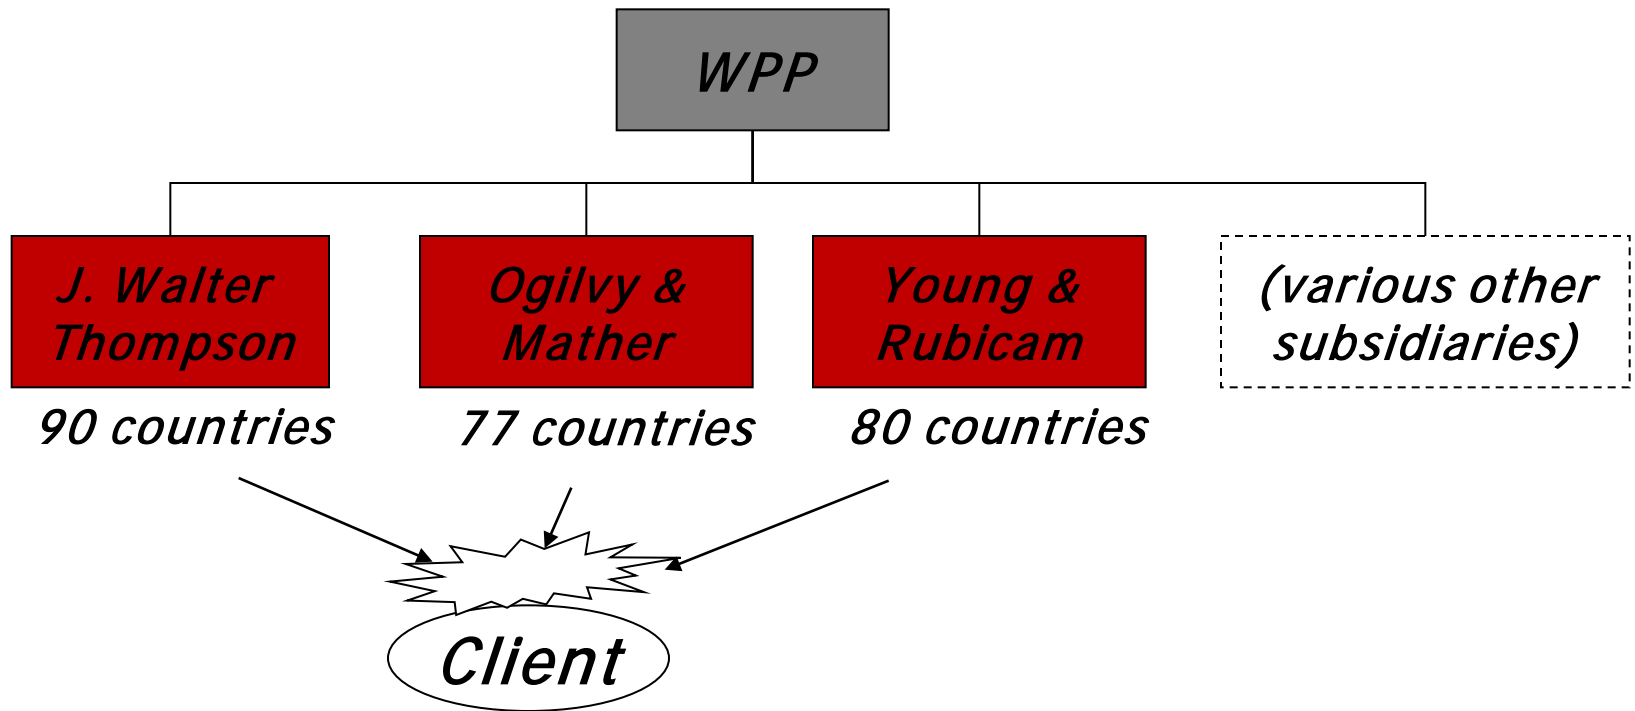 WPP
J. Walter
Thompson
Ogilvy &
Mather
Young &
Rubicam
(various other
subsidiaries)
90 countries
77 countries
80 countries
Client